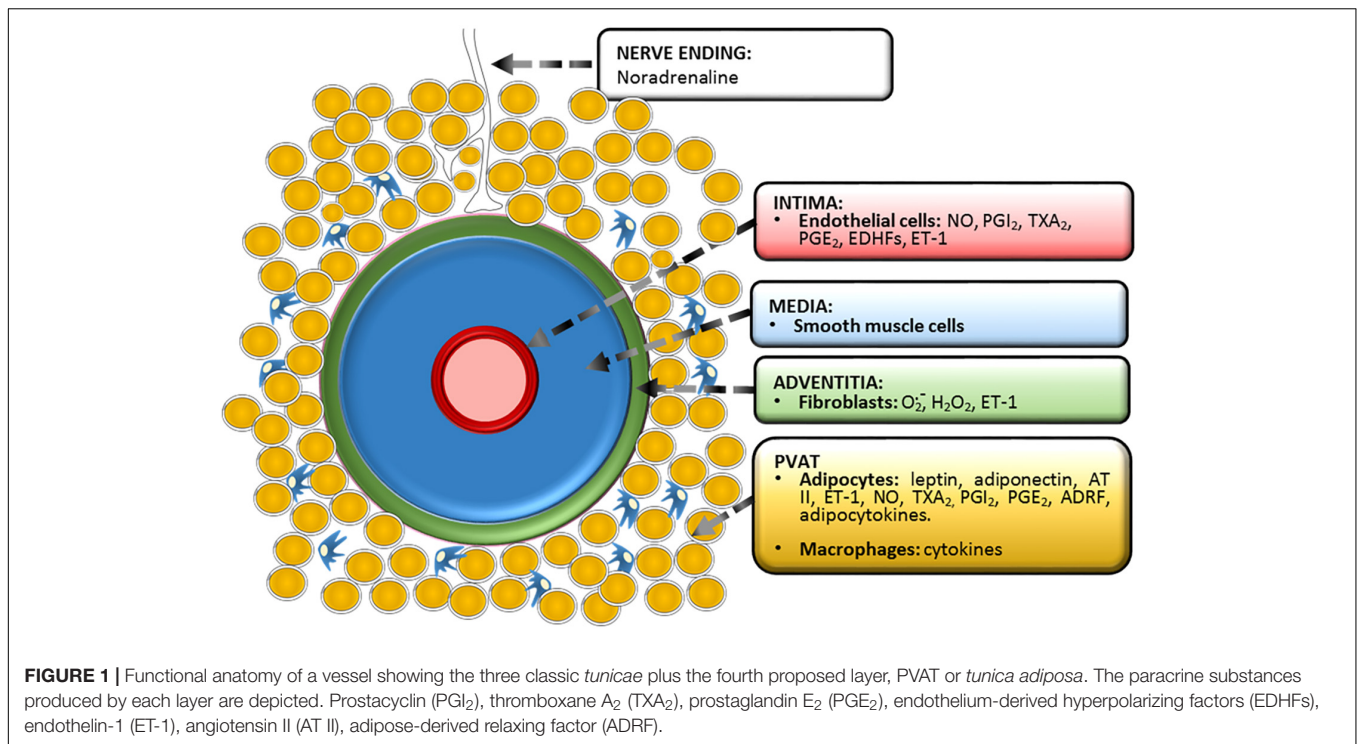 NERVE ENDING:
Noradrenaline
INTIMA:
• Endothelial cells: NO, PGI₂, TXA₂,
PGE₂, EDHFs, ET-1
MEDIA:
• Smooth muscle cells
ADVENTITIA:
• Fibroblasts: O₂·⁻, H₂O₂, ET-1
PVAT
• Adipocytes: leptin, adiponectin, AT
II, ET-1, NO, TXA₂, PGI₂, PGE₂, ADRF,
adipocytokines.
• Macrophages: cytokines
FIGURE 1 | Functional anatomy of a vessel showing the three classic tunicae plus the fourth proposed layer, PVAT or tunica adiposa. The paracrine substances
produced by each layer are depicted. Prostacyclin (PGI₂), thromboxane A₂ (TXA₂), prostaglandin E₂ (PGE₂), endothelium-derived hyperpolarizing factors (EDHFs),
endothelin-1 (ET-1), angiotensin II (AT II), adipose-derived relaxing factor (ADRF).